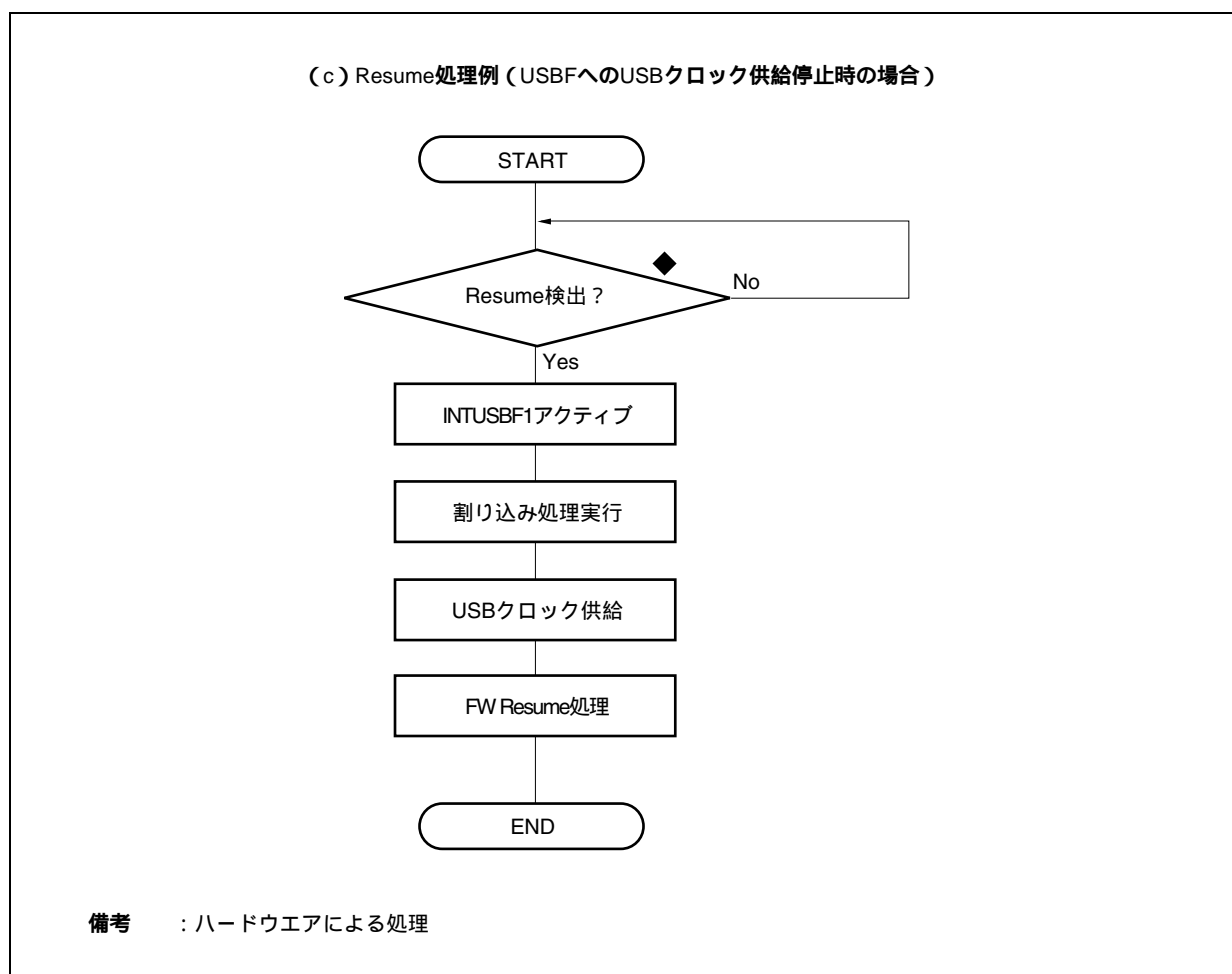 (c)Resume処理例(USBFへのUSBクロック供給停止時の場合)
START
Resume検出?
No
Yes
INTUSBF1アクティブ
割り込み処理実行
USBクロック供給
FW Resume処理
END
備考 :ハードウエアによる処理